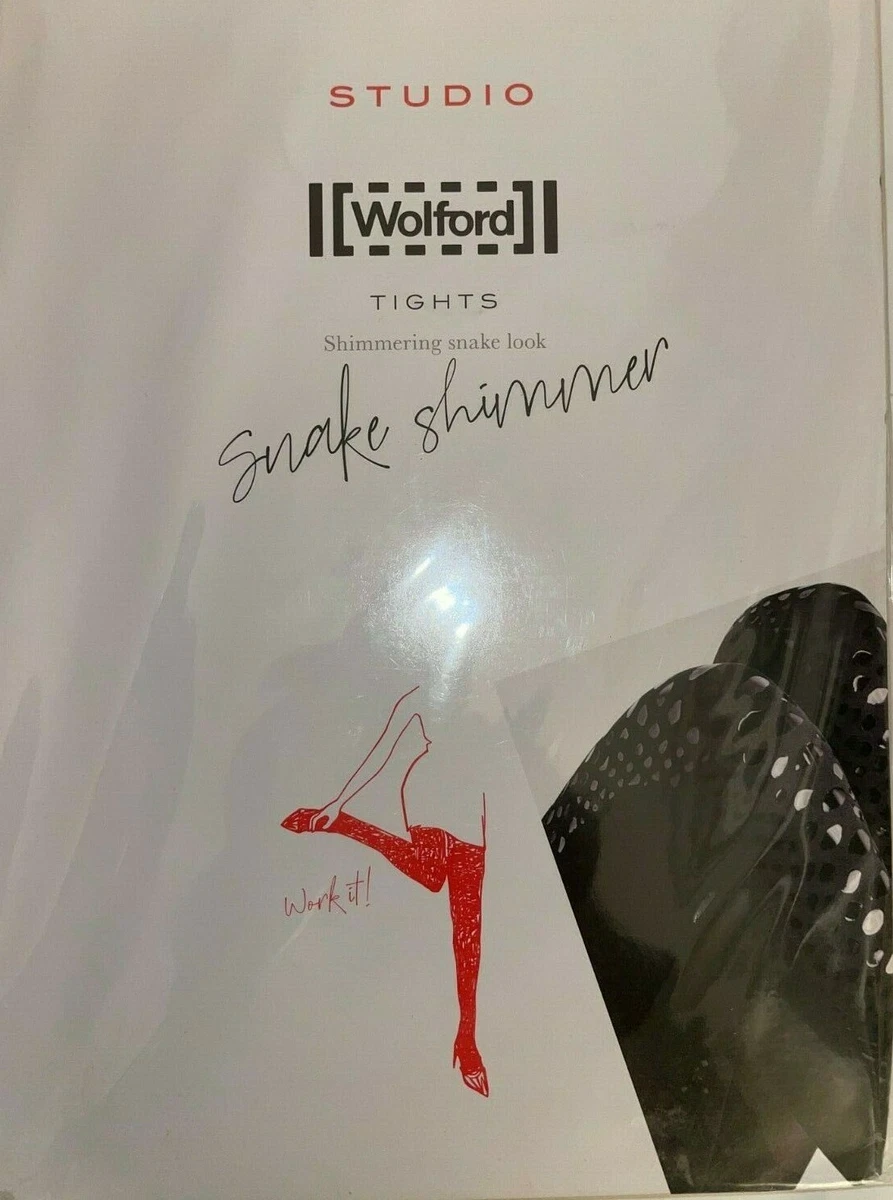 STUDIO
Wolford
TIGHTS
Shimmering snake look
Snake shimmer
Work it!